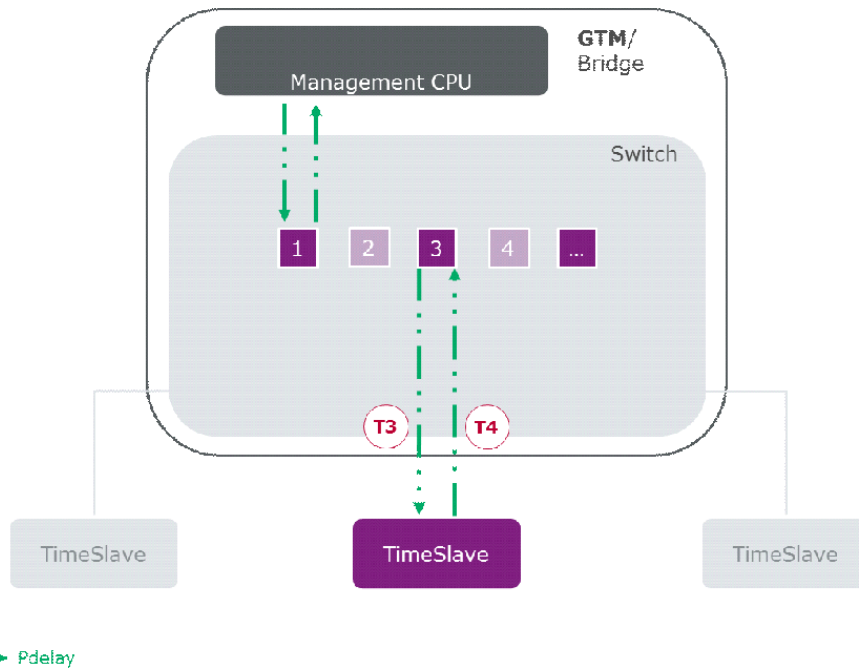 GTM/
Bridge
Management CPU
Switch
1 2 3 4 ...
T3 T4
TimeSlave TimeSlave TimeSlave
Pdelay